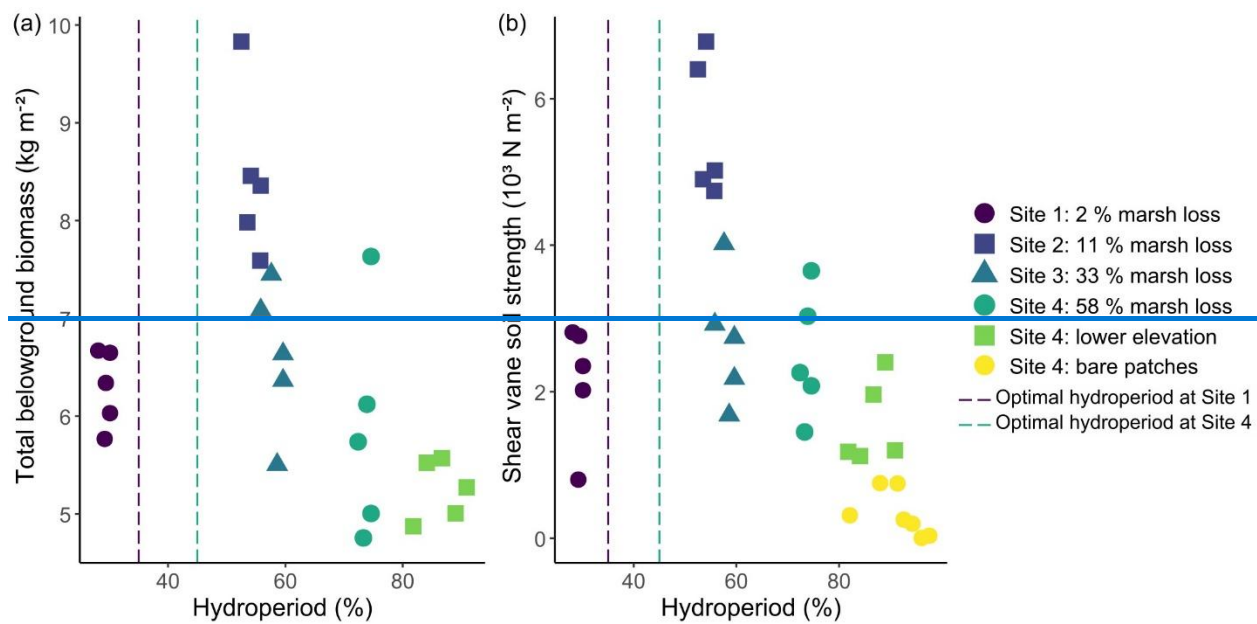 (a)
(b)
10
9
8
7
6
5
Total belowground biomass (kg m⁻²)
40 60 80
Hydroperiod (%)
6
4
2
0
Shear vane soil strength (10³ N m⁻²)
40 60 80
Hydroperiod (%)
Site 1: 2 % marsh loss
Site 2: 11 % marsh loss
Site 3: 33 % marsh loss
Site 4: 58 % marsh loss
Site 4: lower elevation
Site 4: bare patches
Optimal hydroperiod at Site 1
Optimal hydroperiod at Site 4